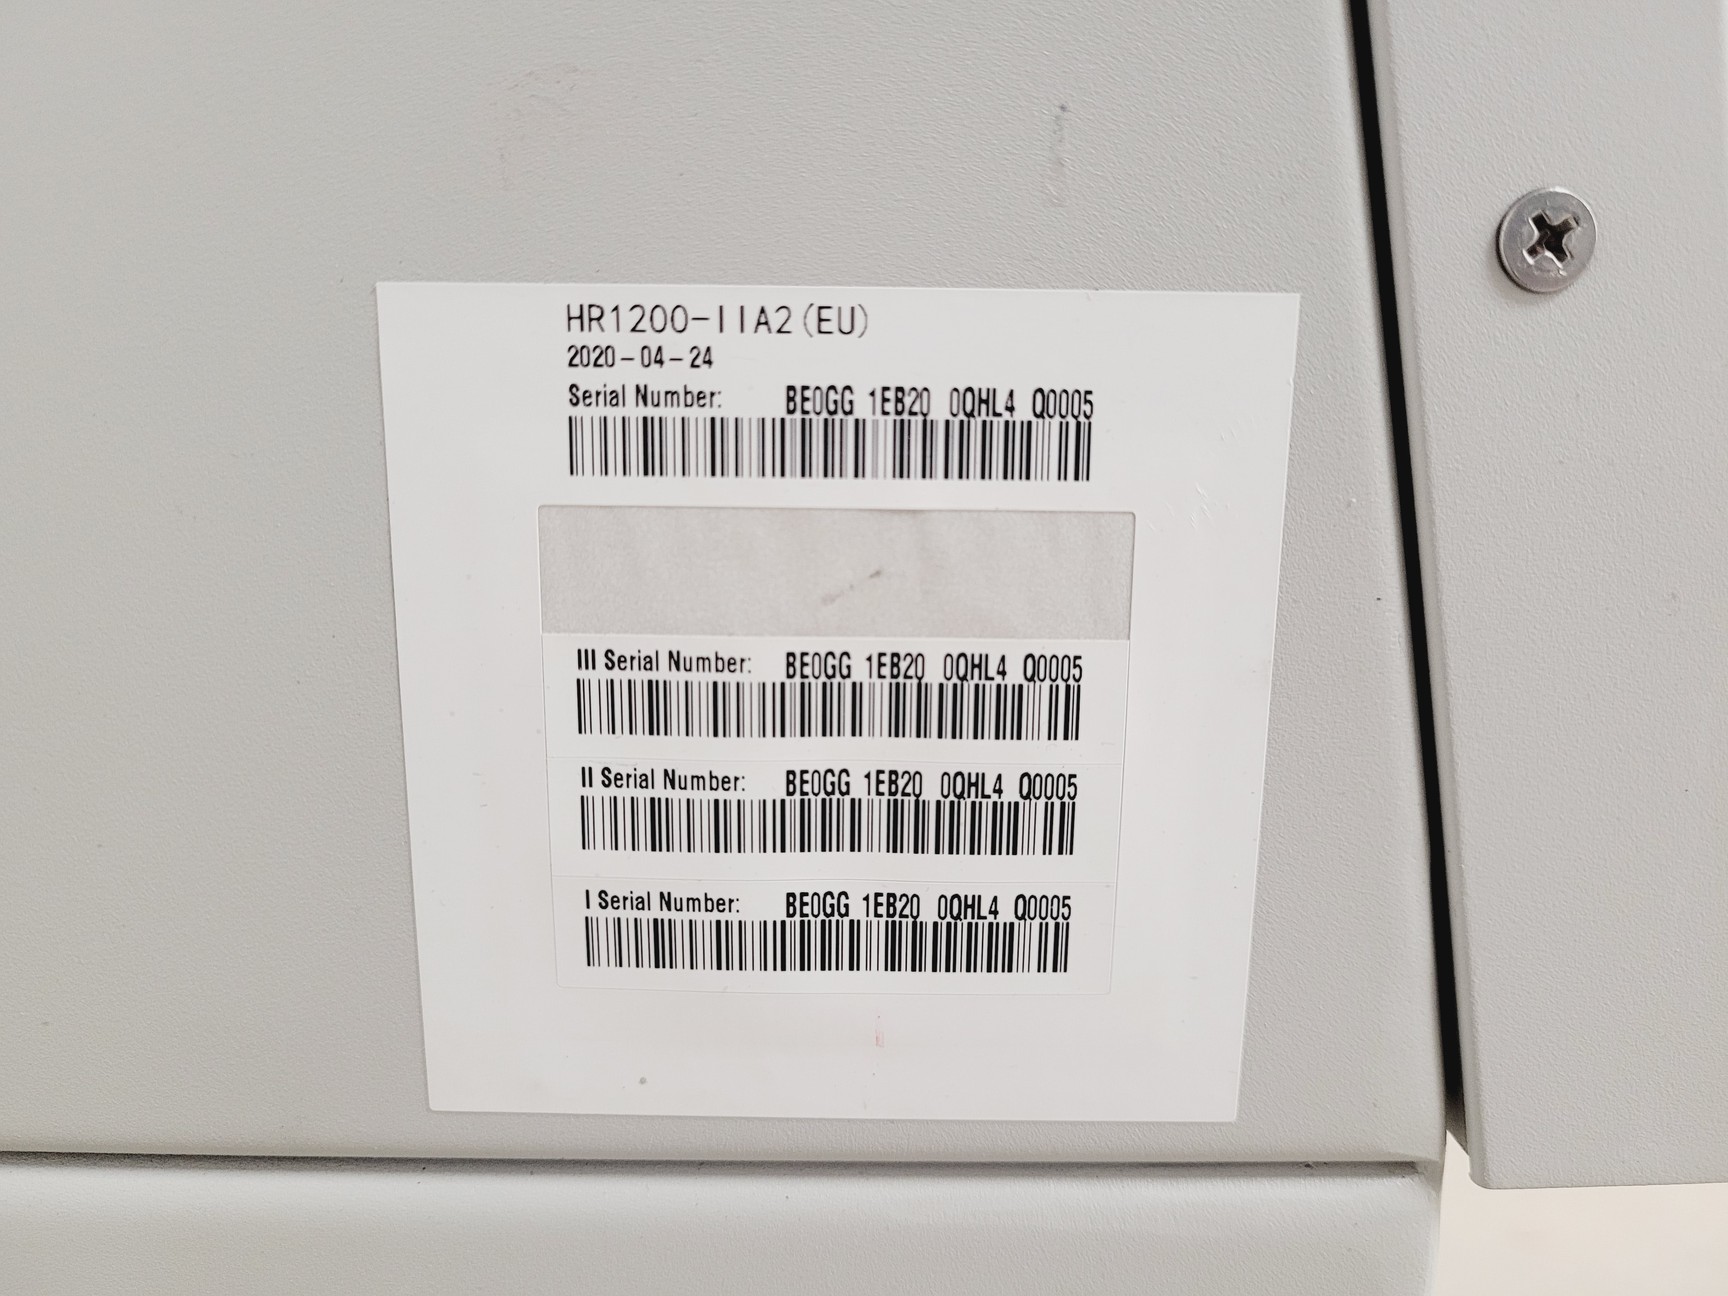 HR1200-IIA2(EU)
2020-04-24
Serial Number: BE0GG 1EB20 0QHL4 Q0005
III Serial Number: BE0GG 1EB20 0QHL4 Q0005
II Serial Number: BE0GG 1EB20 0QHL4 Q0005
I Serial Number: BE0GG 1EB20 0QHL4 Q0005